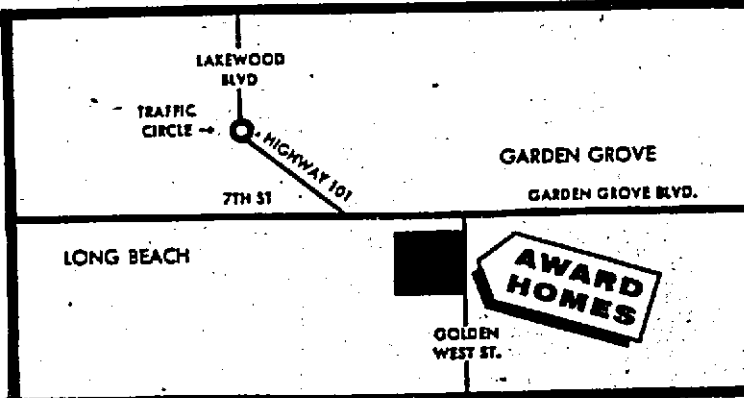 LAKEWOOD
BLVD
TRAFFIC
CIRCLE →
HIGHWAY 101
GARDEN GROVE
7TH ST
GARDEN GROVE BLVD.
LONG BEACH
AWARD
HOMES
GOLDEN
WEST ST.